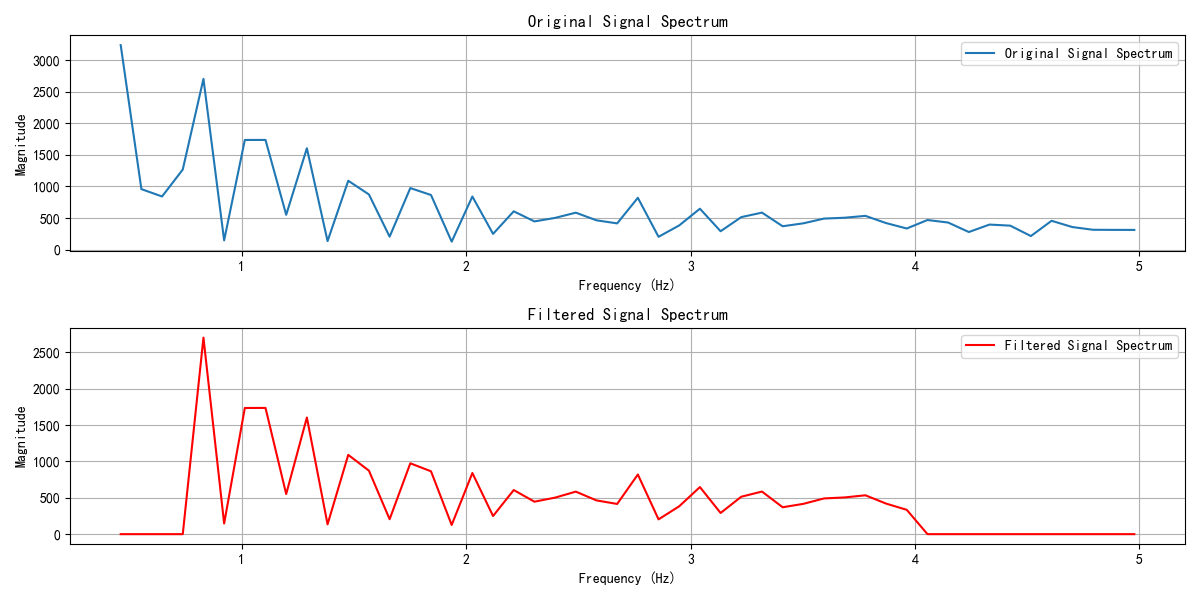 Original Signal Spectrum
Original Signal Spectrum
Magnitude
3000
2500
2000
1500
1000
500
0
1 2 3 4 5
Frequency (Hz)
Filtered Signal Spectrum
Filtered Signal Spectrum
Magnitude
2500
2000
1500
1000
500
0
1 2 3 4 5
Frequency (Hz)